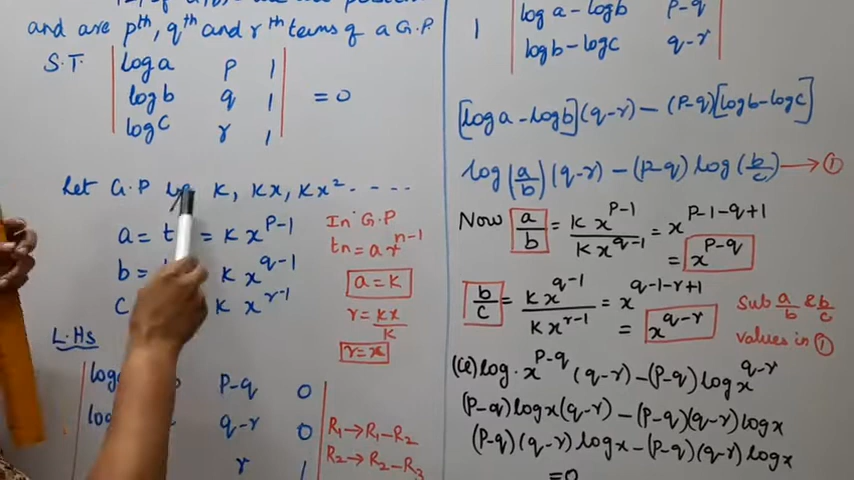 and are pth, qth and rth terms of a G.P
S.T.
log a p 1
log b q 1 = 0
log c r 1
Let G.P be K, Kx, Kx² - - - -
a = t = K x^(p-1)
b = K x^(q-1)
c K x^(r-1)
In G.P
tn = a r^(n-1)
a = K
r = Kx/K
r = x
L.H.S
log p-q 0
log q-r 0
r 1
R₁→R₁-R₂
R₂→R₂-R₃
1 log a - log b p-q
log b - log c q-r
[log a - log b](q-r) - (p-q)[log b - log c]
log(a/b)(q-r) - (p-q) log(b/c) → ①
Now a/b = K x^(p-1)/K x^(q-1) = x^(p-1-q+1)
= x^(p-q)
b/c = K x^(q-1)/K x^(r-1) = x^(q-1-r+1)
= x^(q-r)
Sub a/b & b/c
values in ①
log. x^(p-q) (q-r) - (p-q) log x^(q-r)
(p-q) log x (q-r) - (p-q)(q-r) log x
(p-q)(q-r) log x - (p-q)(q-r) log x
= 0